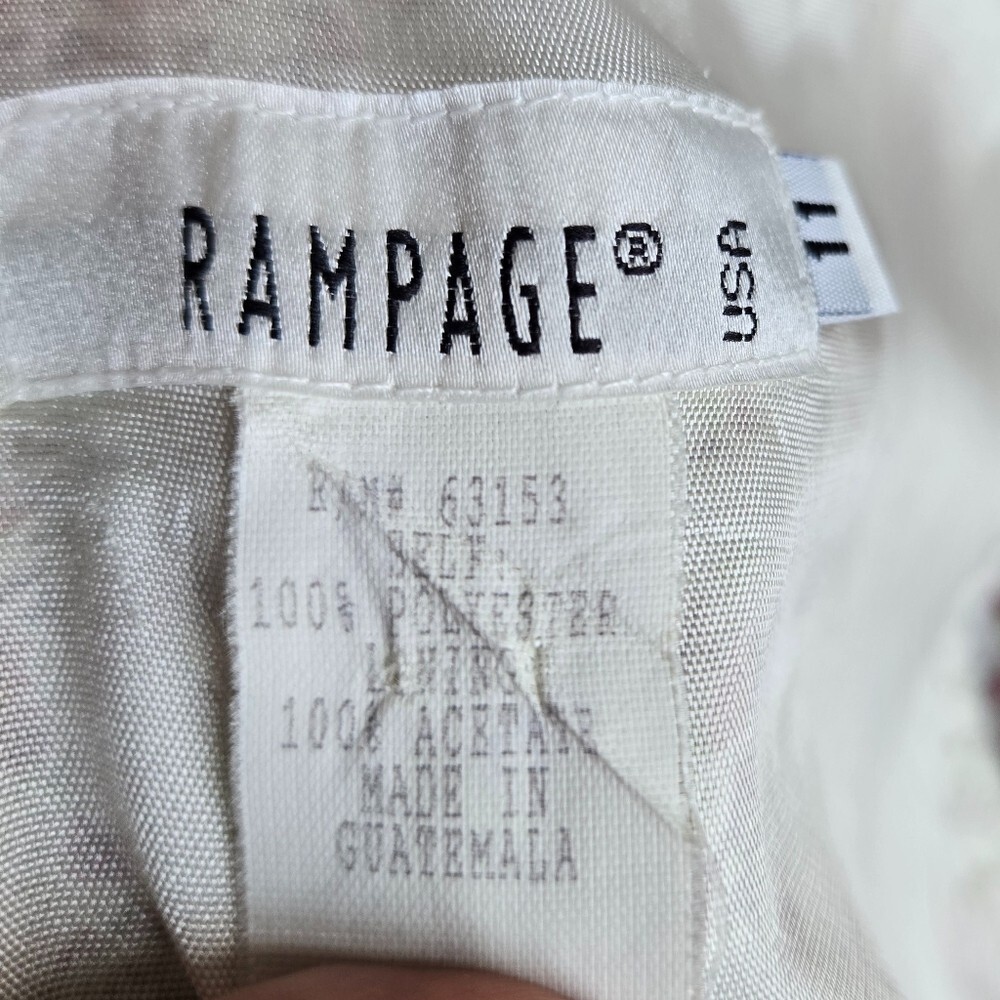 RAMPAGE®
USA
11
RN# 63153
SELF:
100% POLYESTER
LINING
100% ACETATE
MADE IN
GUATEMALA